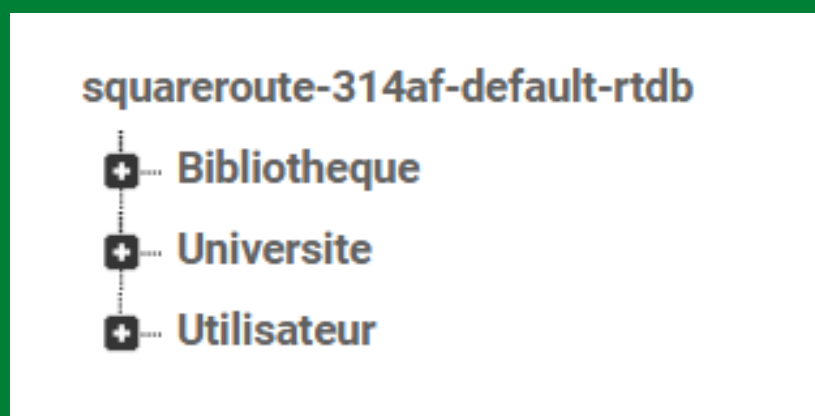 squareroute-314af-default-rtdb
Bibliotheque
Universite
Utilisateur